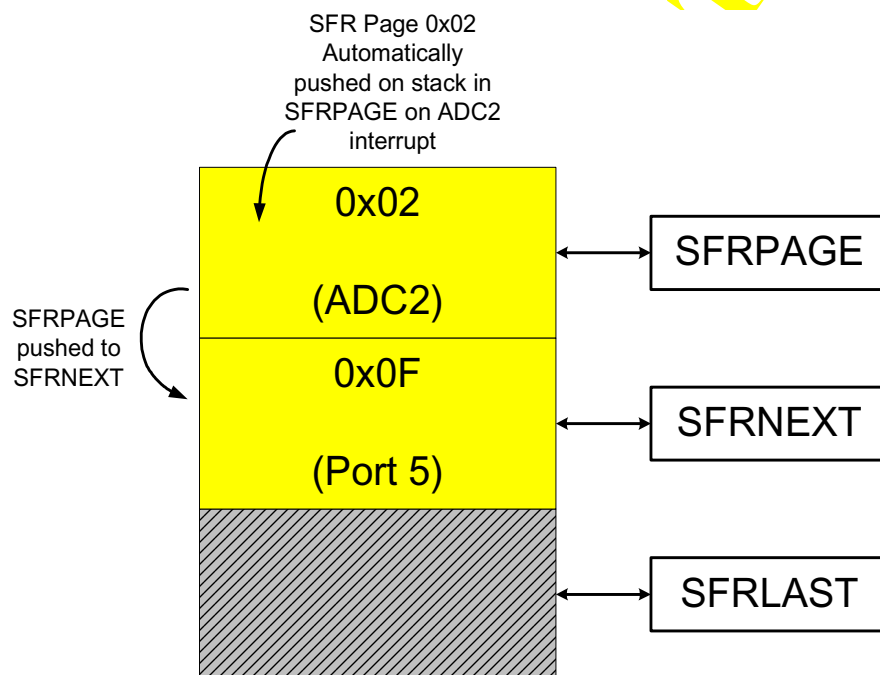 SFR Page 0x02
Automatically
pushed on stack in
SFRPAGE on ADC2
interrupt
0x02
(ADC2)
SFRPAGE
SFRPAGE
pushed to
SFRNEXT
0x0F
(Port 5)
SFRNEXT
SFRLAST